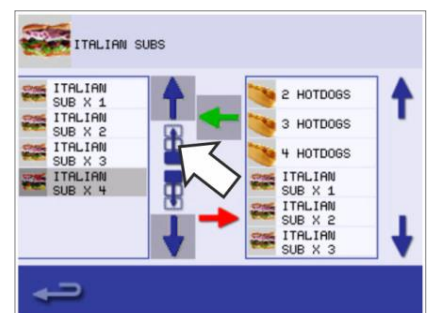 ITALIAN SUBS
ITALIAN
SUB X 1
ITALIAN
SUB X 2
ITALIAN
SUB X 3
ITALIAN
SUB X 4
2 HOTDOGS
3 HOTDOGS
4 HOTDOGS
ITALIAN
SUB X 1
ITALIAN
SUB X 2
ITALIAN
SUB X 3